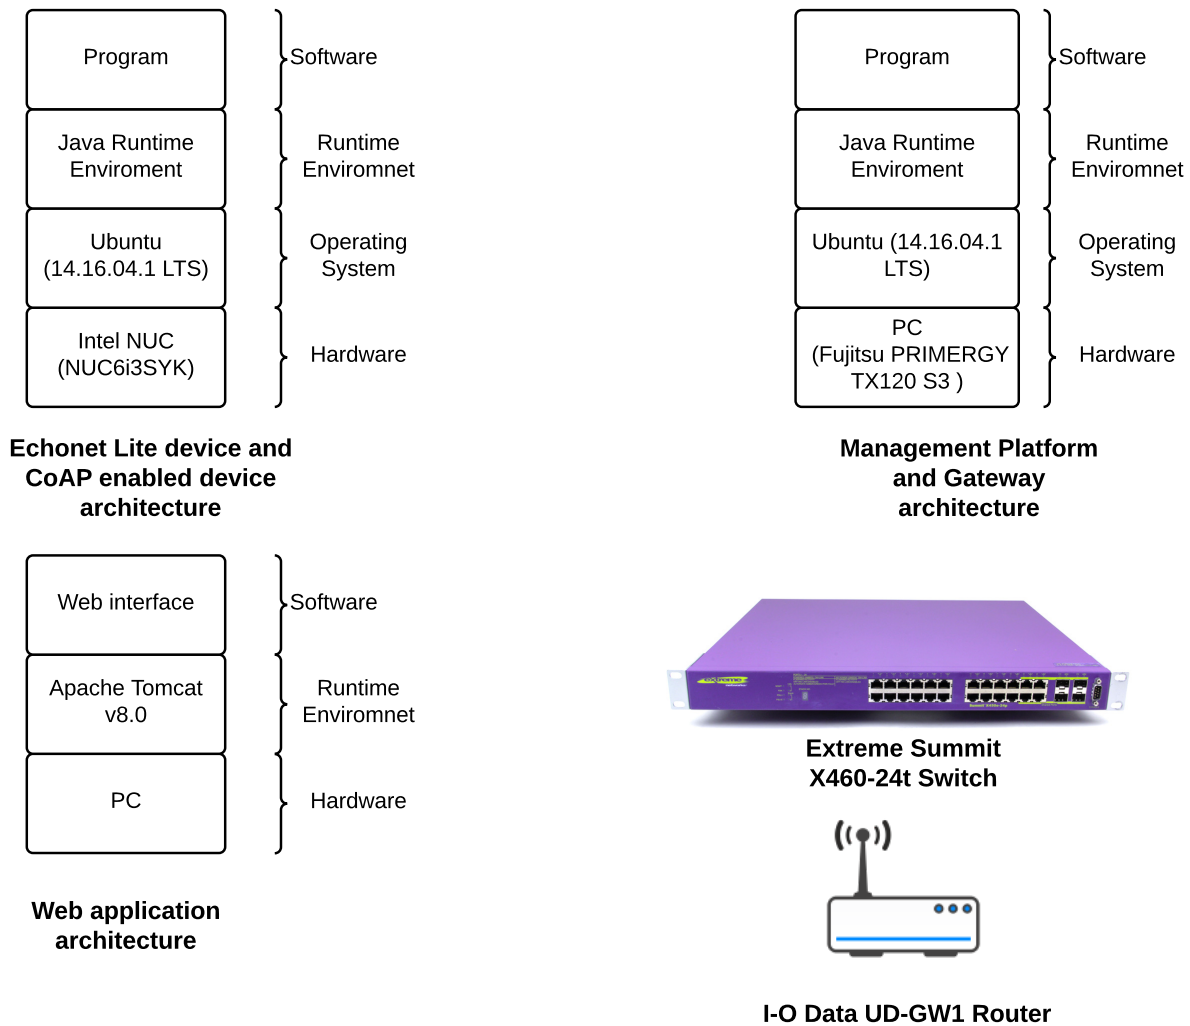 Program
Software
Java Runtime
Enviroment
Runtime
Enviromnet
Ubuntu
(14.16.04.1 LTS)
Operating
System
Intel NUC
(NUC6i3SYK)
Hardware
Echonet Lite device and
CoAP enabled device
architecture
Program
Software
Java Runtime
Enviroment
Runtime
Enviromnet
Ubuntu (14.16.04.1
LTS)
Operating
System
PC
(Fujitsu PRIMERGY
TX120 S3 )
Hardware
Management Platform
and Gateway
architecture
Web interface
Software
Apache Tomcat
v8.0
Runtime
Enviromnet
PC
Hardware
Web application
architecture
Extreme Summit
X460-24t Switch
I-O Data UD-GW1 Router